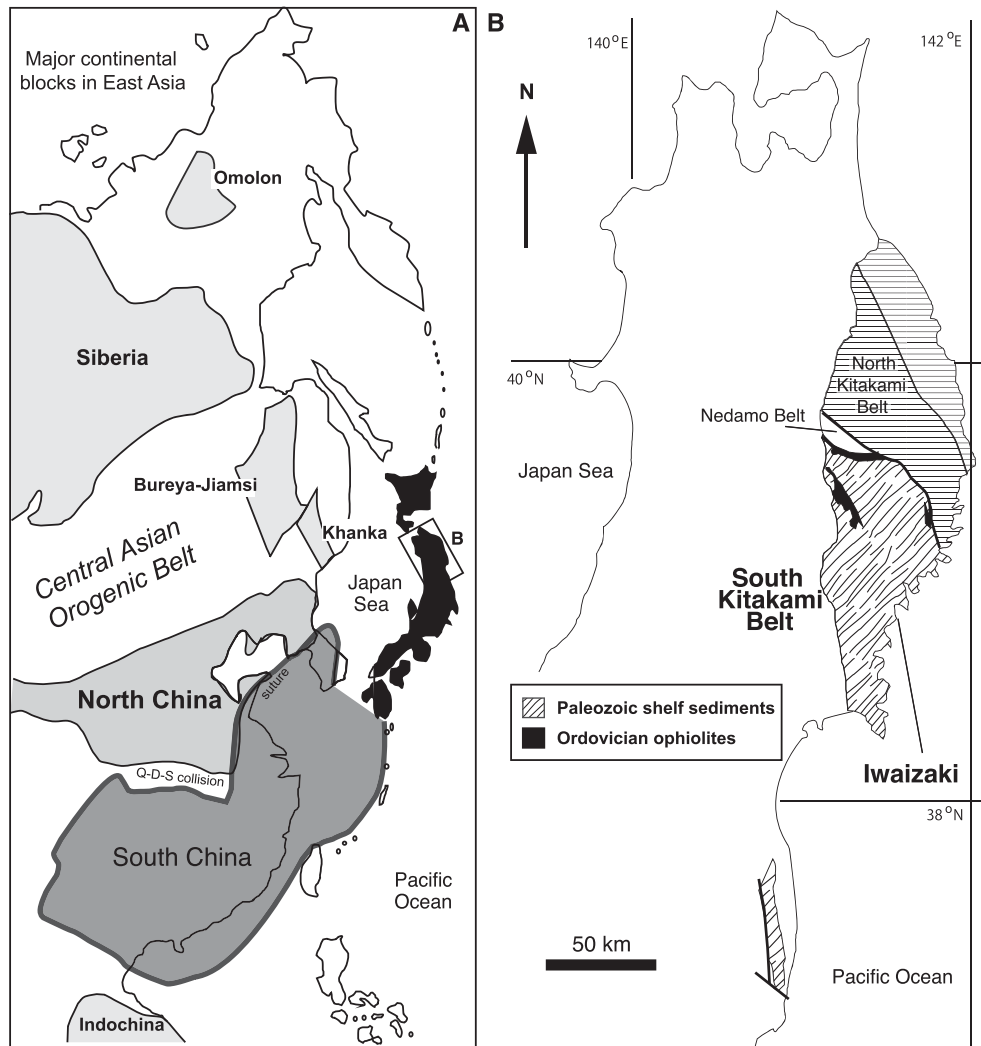 A
Major continental
blocks in East Asia
Omolon
Siberia
Bureya-Jiamsi
Khanka
B
Central Asian
Orogenic Belt
Japan
Sea
North China
suture
Q-D-S collision
South China
Pacific
Ocean
Indochina
B
140°E
142°E
N
40°N
North
Kitakami
Belt
Nedamo Belt
Japan Sea
South
Kitakami
Belt
Paleozoic shelf sediments
Ordovician ophiolites
Iwaizaki
38°N
50 km
Pacific Ocean